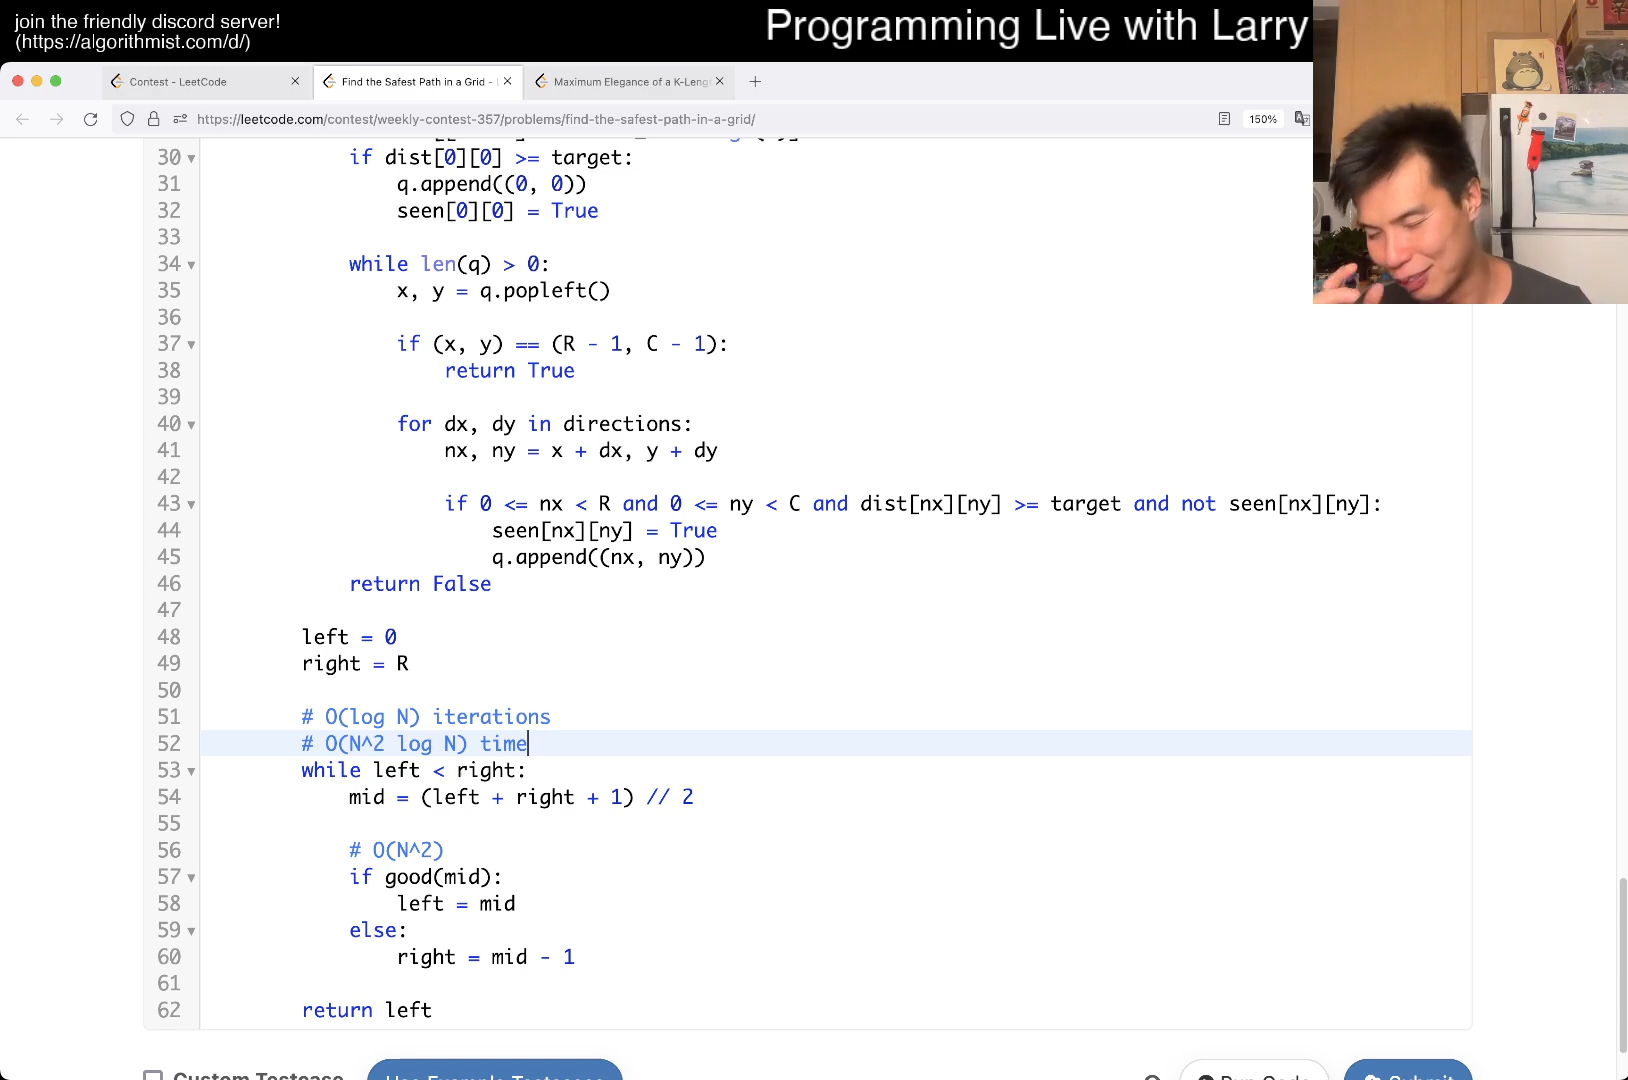 join the friendly discord server!
(https://algorithmist.com/d/)
Programming Live with Larry
Contest - LeetCode
Find the Safest Path in a Grid -
Maximum Elegance of a K-Leng
https://leetcode.com/contest/weekly-contest-357/problems/find-the-safest-path-in-a-grid/
150%
30 if dist[0][0] >= target:
31 q.append((0, 0))
32 seen[0][0] = True
33
34 while len(q) > 0:
35 x, y = q.popleft()
36
37 if (x, y) == (R - 1, C - 1):
38 return True
39
40 for dx, dy in directions:
41 nx, ny = x + dx, y + dy
42
43 if 0 <= nx < R and 0 <= ny < C and dist[nx][ny] >= target and not seen[nx][ny]:
44 seen[nx][ny] = True
45 q.append((nx, ny))
46 return False
47
48 left = 0
49 right = R
50
51 # O(log N) iterations
52 # O(N^2 log N) time
53 while left < right:
54 mid = (left + right + 1) // 2
55
56 # O(N^2)
57 if good(mid):
58 left = mid
59 else:
60 right = mid - 1
61
62 return left
Custom Testcase
Use Example Testcases
Run Code
Submit